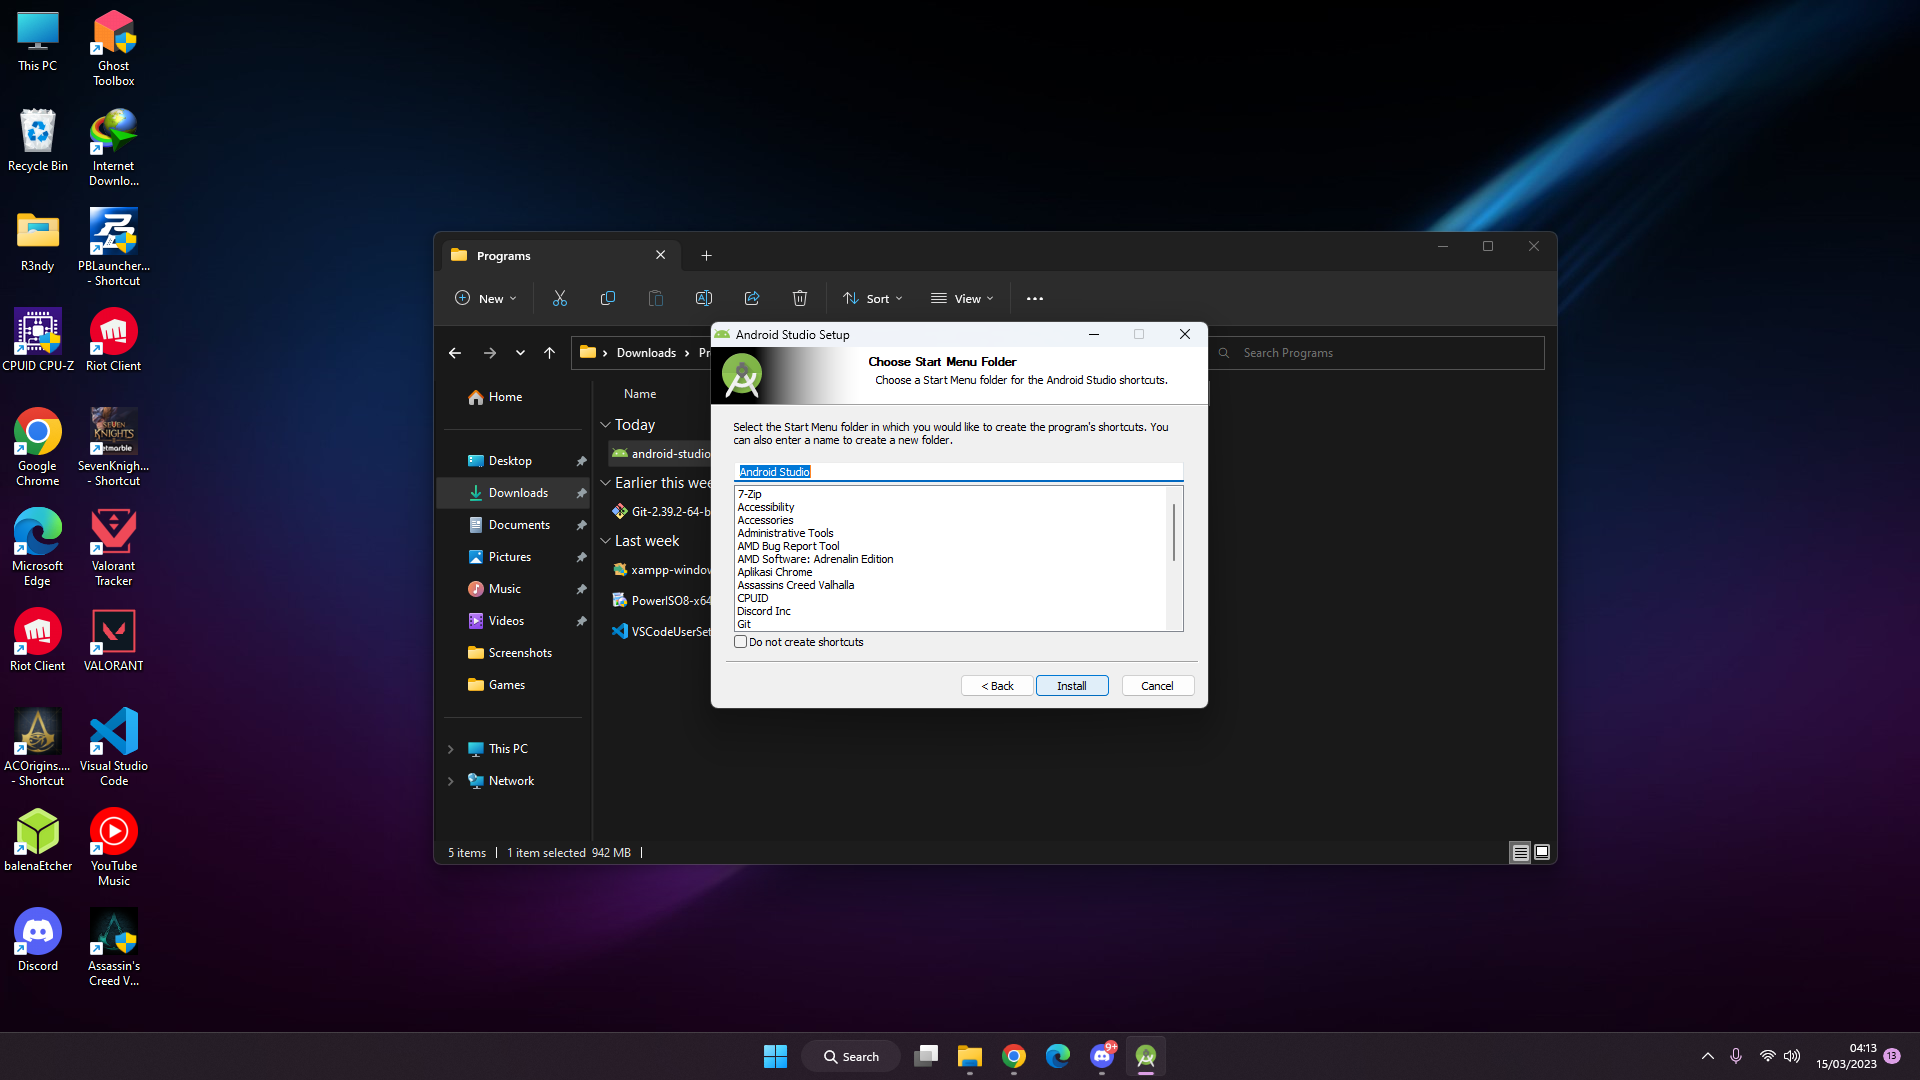 This PC
Ghost
Toolbox
Recycle Bin
Internet
Downlo...
R3ndy
PBLauncher...
- Shortcut
CPUID CPU-Z
Riot Client
Google
Chrome
SEVEN
KNIGHTS
netmarble
SevenKnigh...
- Shortcut
Microsoft
Edge
Valorant
Tracker
Riot Client
VALORANT
ACOrigins....
- Shortcut
Visual Studio
Code
balenaEtcher
YouTube
Music
Discord
Assassin's
Creed V...
Programs
New
Sort
View
Downloads
Pr
Search Programs
Home
Desktop
Downloads
Documents
Pictures
Music
Videos
Screenshots
Games
This PC
Network
Name
Today
android-studio
Earlier this wee
Git-2.39.2-64-b
Last week
xampp-window
PowerISO8-x64
VSCodeUserSet
5 items
1 item selected 942 MB
Android Studio Setup
Choose Start Menu Folder
Choose a Start Menu folder for the Android Studio shortcuts.
Select the Start Menu folder in which you would like to create the program's shortcuts. You
can also enter a name to create a new folder.
Android Studio
7-Zip
Accessibility
Accessories
Administrative Tools
AMD Bug Report Tool
AMD Software: Adrenalin Edition
Aplikasi Chrome
Assassins Creed Valhalla
CPUID
Discord Inc
Git
Do not create shortcuts
< Back
Install
Cancel
Search
9+
04:13
15/03/2023
13